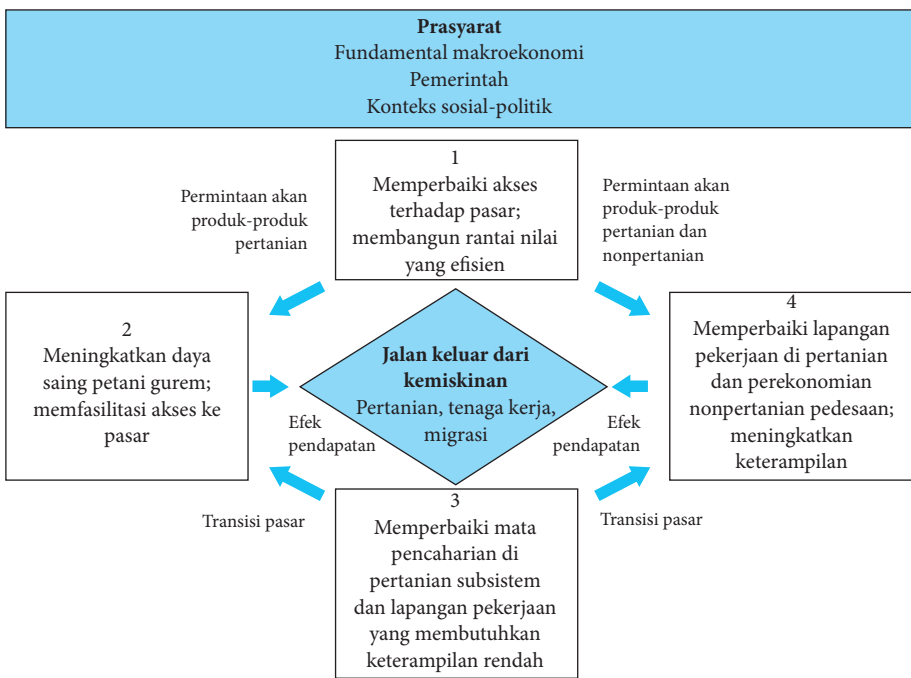 Prasyarat
Fundamental makroekonomi
Pemerintah
Konteks sosial-politik
1
Memperbaiki akses
terhadap pasar;
membangun rantai nilai
yang efisien
Permintaan akan
produk-produk
pertanian
Permintaan akan
produk-produk
pertanian dan
nonpertanian
2
Meningkatkan daya
saing petani gurem;
memfasilitasi akses ke
pasar
Jalan keluar dari
kemiskinan
Pertanian, tenaga kerja,
migrasi
4
Memperbaiki lapangan
pekerjaan di pertanian
dan perekonomian
nonpertanian pedesaan;
meningkatkan
keterampilan
Efek
pendapatan
Efek
pendapatan
Transisi pasar
Transisi pasar
3
Memperbaiki mata
pencaharian di
pertanian subsistem
dan lapangan pekerjaan
yang membutuhkan
keterampilan rendah